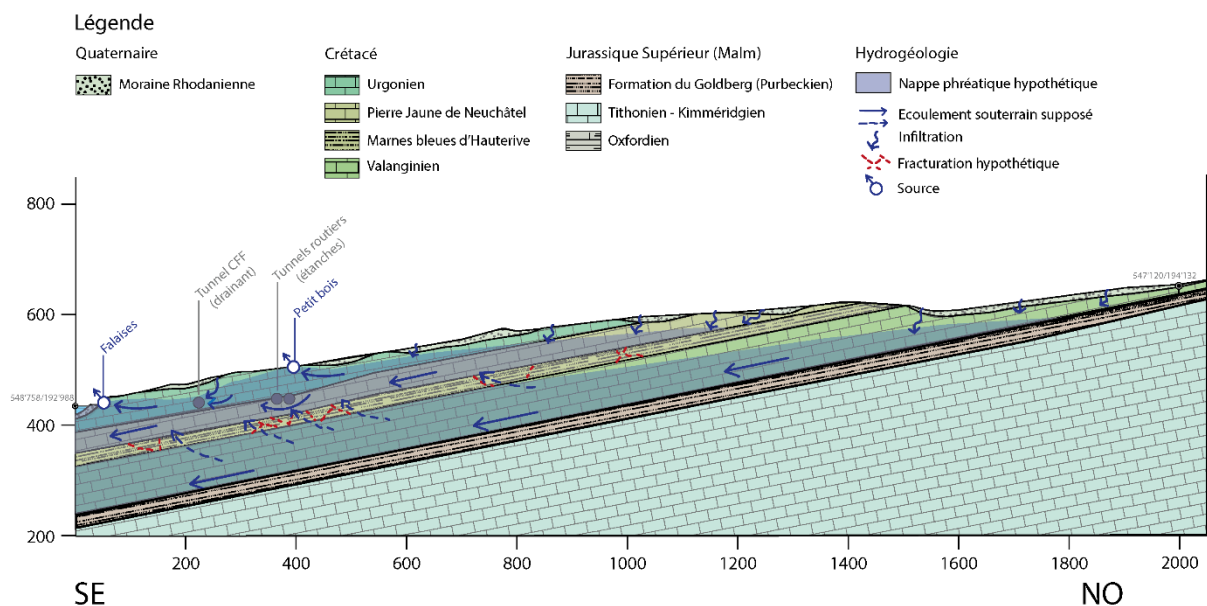 Légende
Quaternaire
Moraine Rhodanienne
Crétacé
Urgonien
Pierre Jaune de Neuchâtel
Marnes bleues d'Hauterive
Valanginien
Jurassique Supérieur (Malm)
Formation du Goldberg (Purbeckien)
Tithonien - Kimméridgien
Oxfordien
Hydrogéologie
Nappe phréatique hypothétique
Ecoulement souterrain supposé
Infiltration
Fracturation hypothétique
Source
800
600
400
200
Falaises
Tunnel CFF
(drainant)
Tunnels routiers
(étanches)
Petit bois
547'120/194'132
548'758/192'988
200
400
600
800
1000
1200
1400
1600
1800
2000
SE
NO